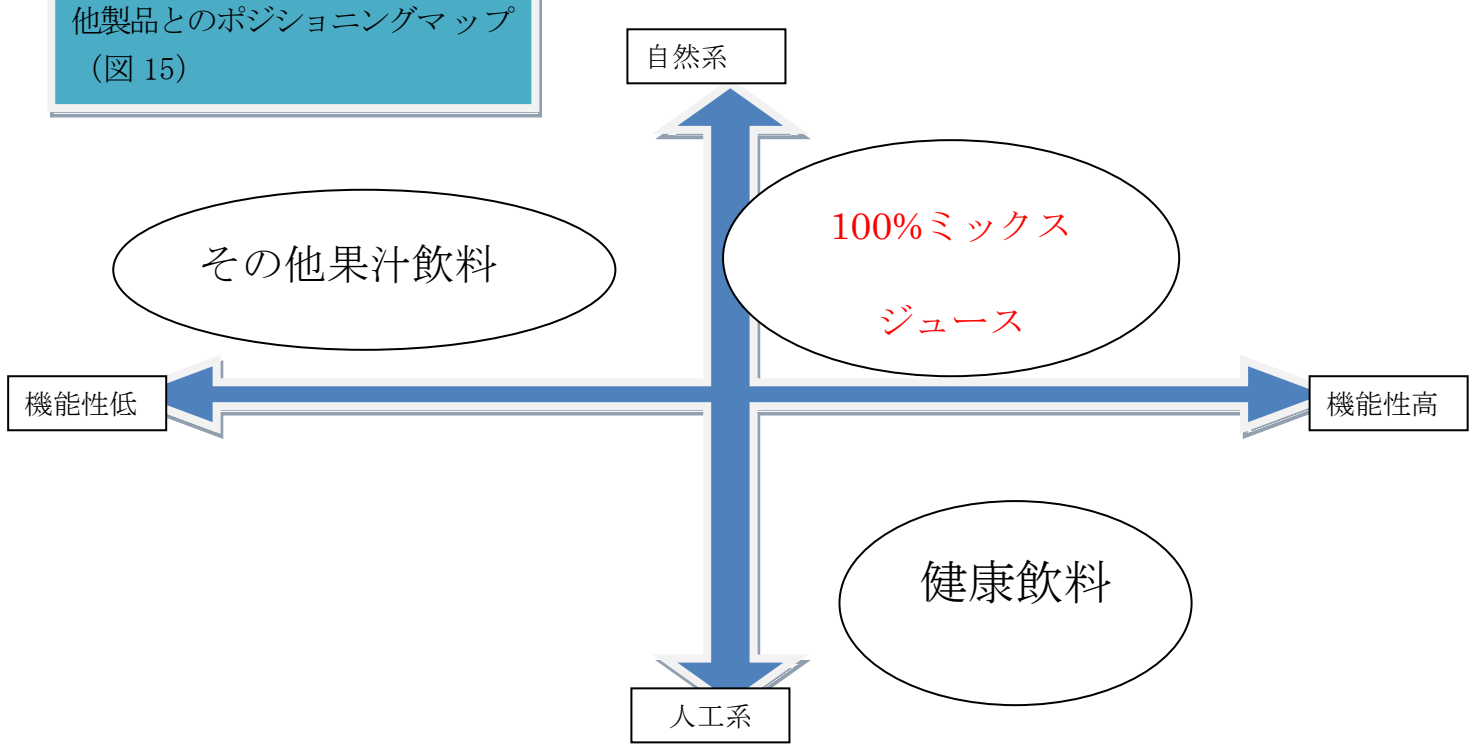 他製品とのポジショニングマップ
（図 15）
自然系
100%ミックス
ジュース
その他果汁飲料
機能性低
機能性高
健康飲料
人工系